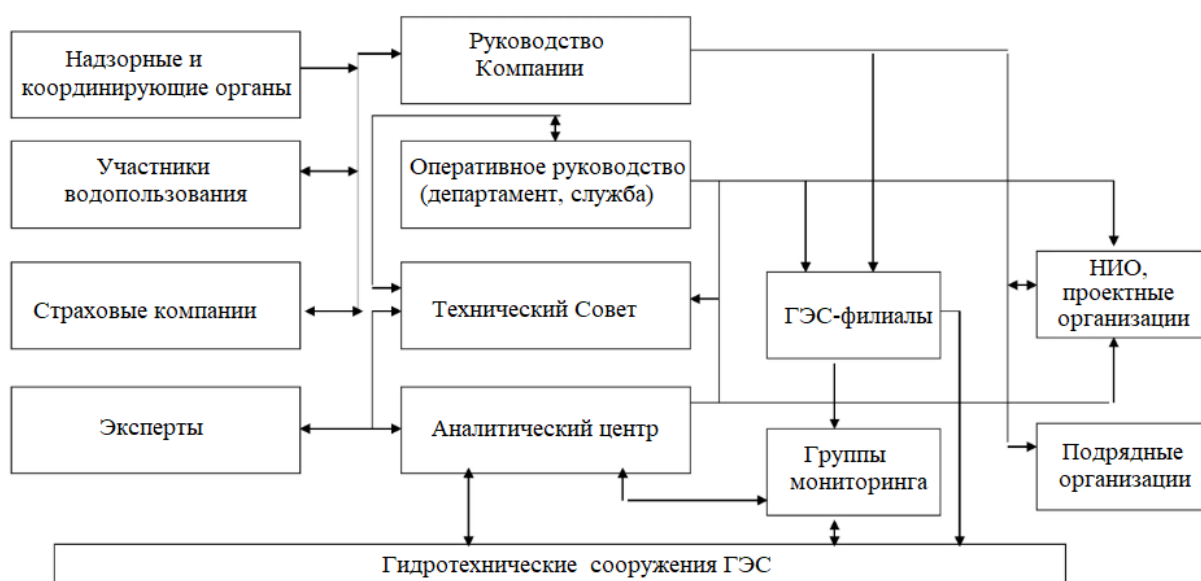 Надзорные и
координирующие органы
Руководство
Компании
Участники
водопользования
Оперативное руководство
(департамент, служба)
Страховые компании
Технический Совет
ГЭС-филиалы
НИО,
проектные
организации
Эксперты
Аналитический центр
Группы
мониторинга
Подрядные
организации
Гидротехнические сооружения ГЭС